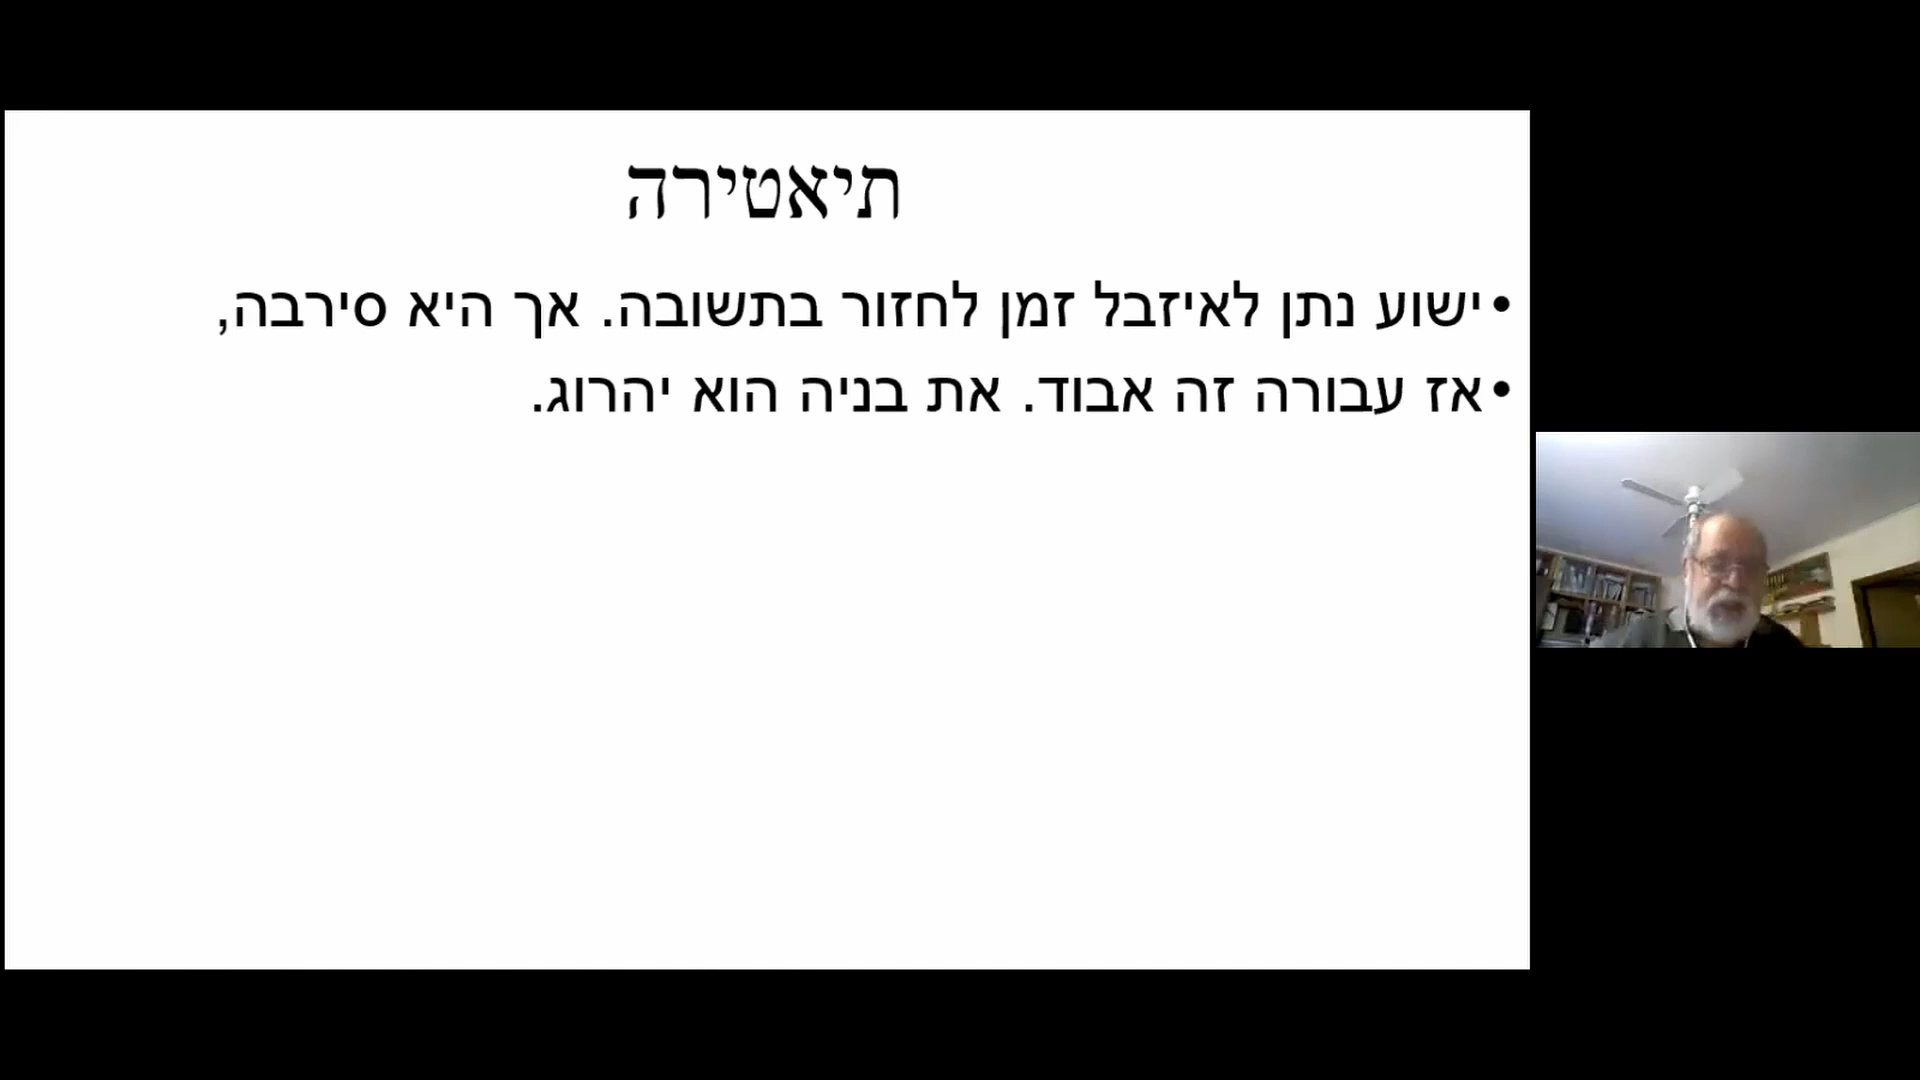 תיאטירה
•ישוע נתן לאיזבל זמן לחזור בתשובה. אך היא סירבה,
•אז עבורה זה אבוד. את בניה הוא יהרוג.